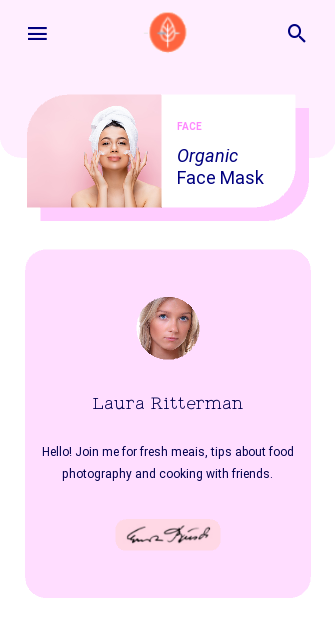 FACE
Organic
Face Mask
Laura Ritterman
Hello! Join me for fresh meais, tips about food
photography and cooking with friends.